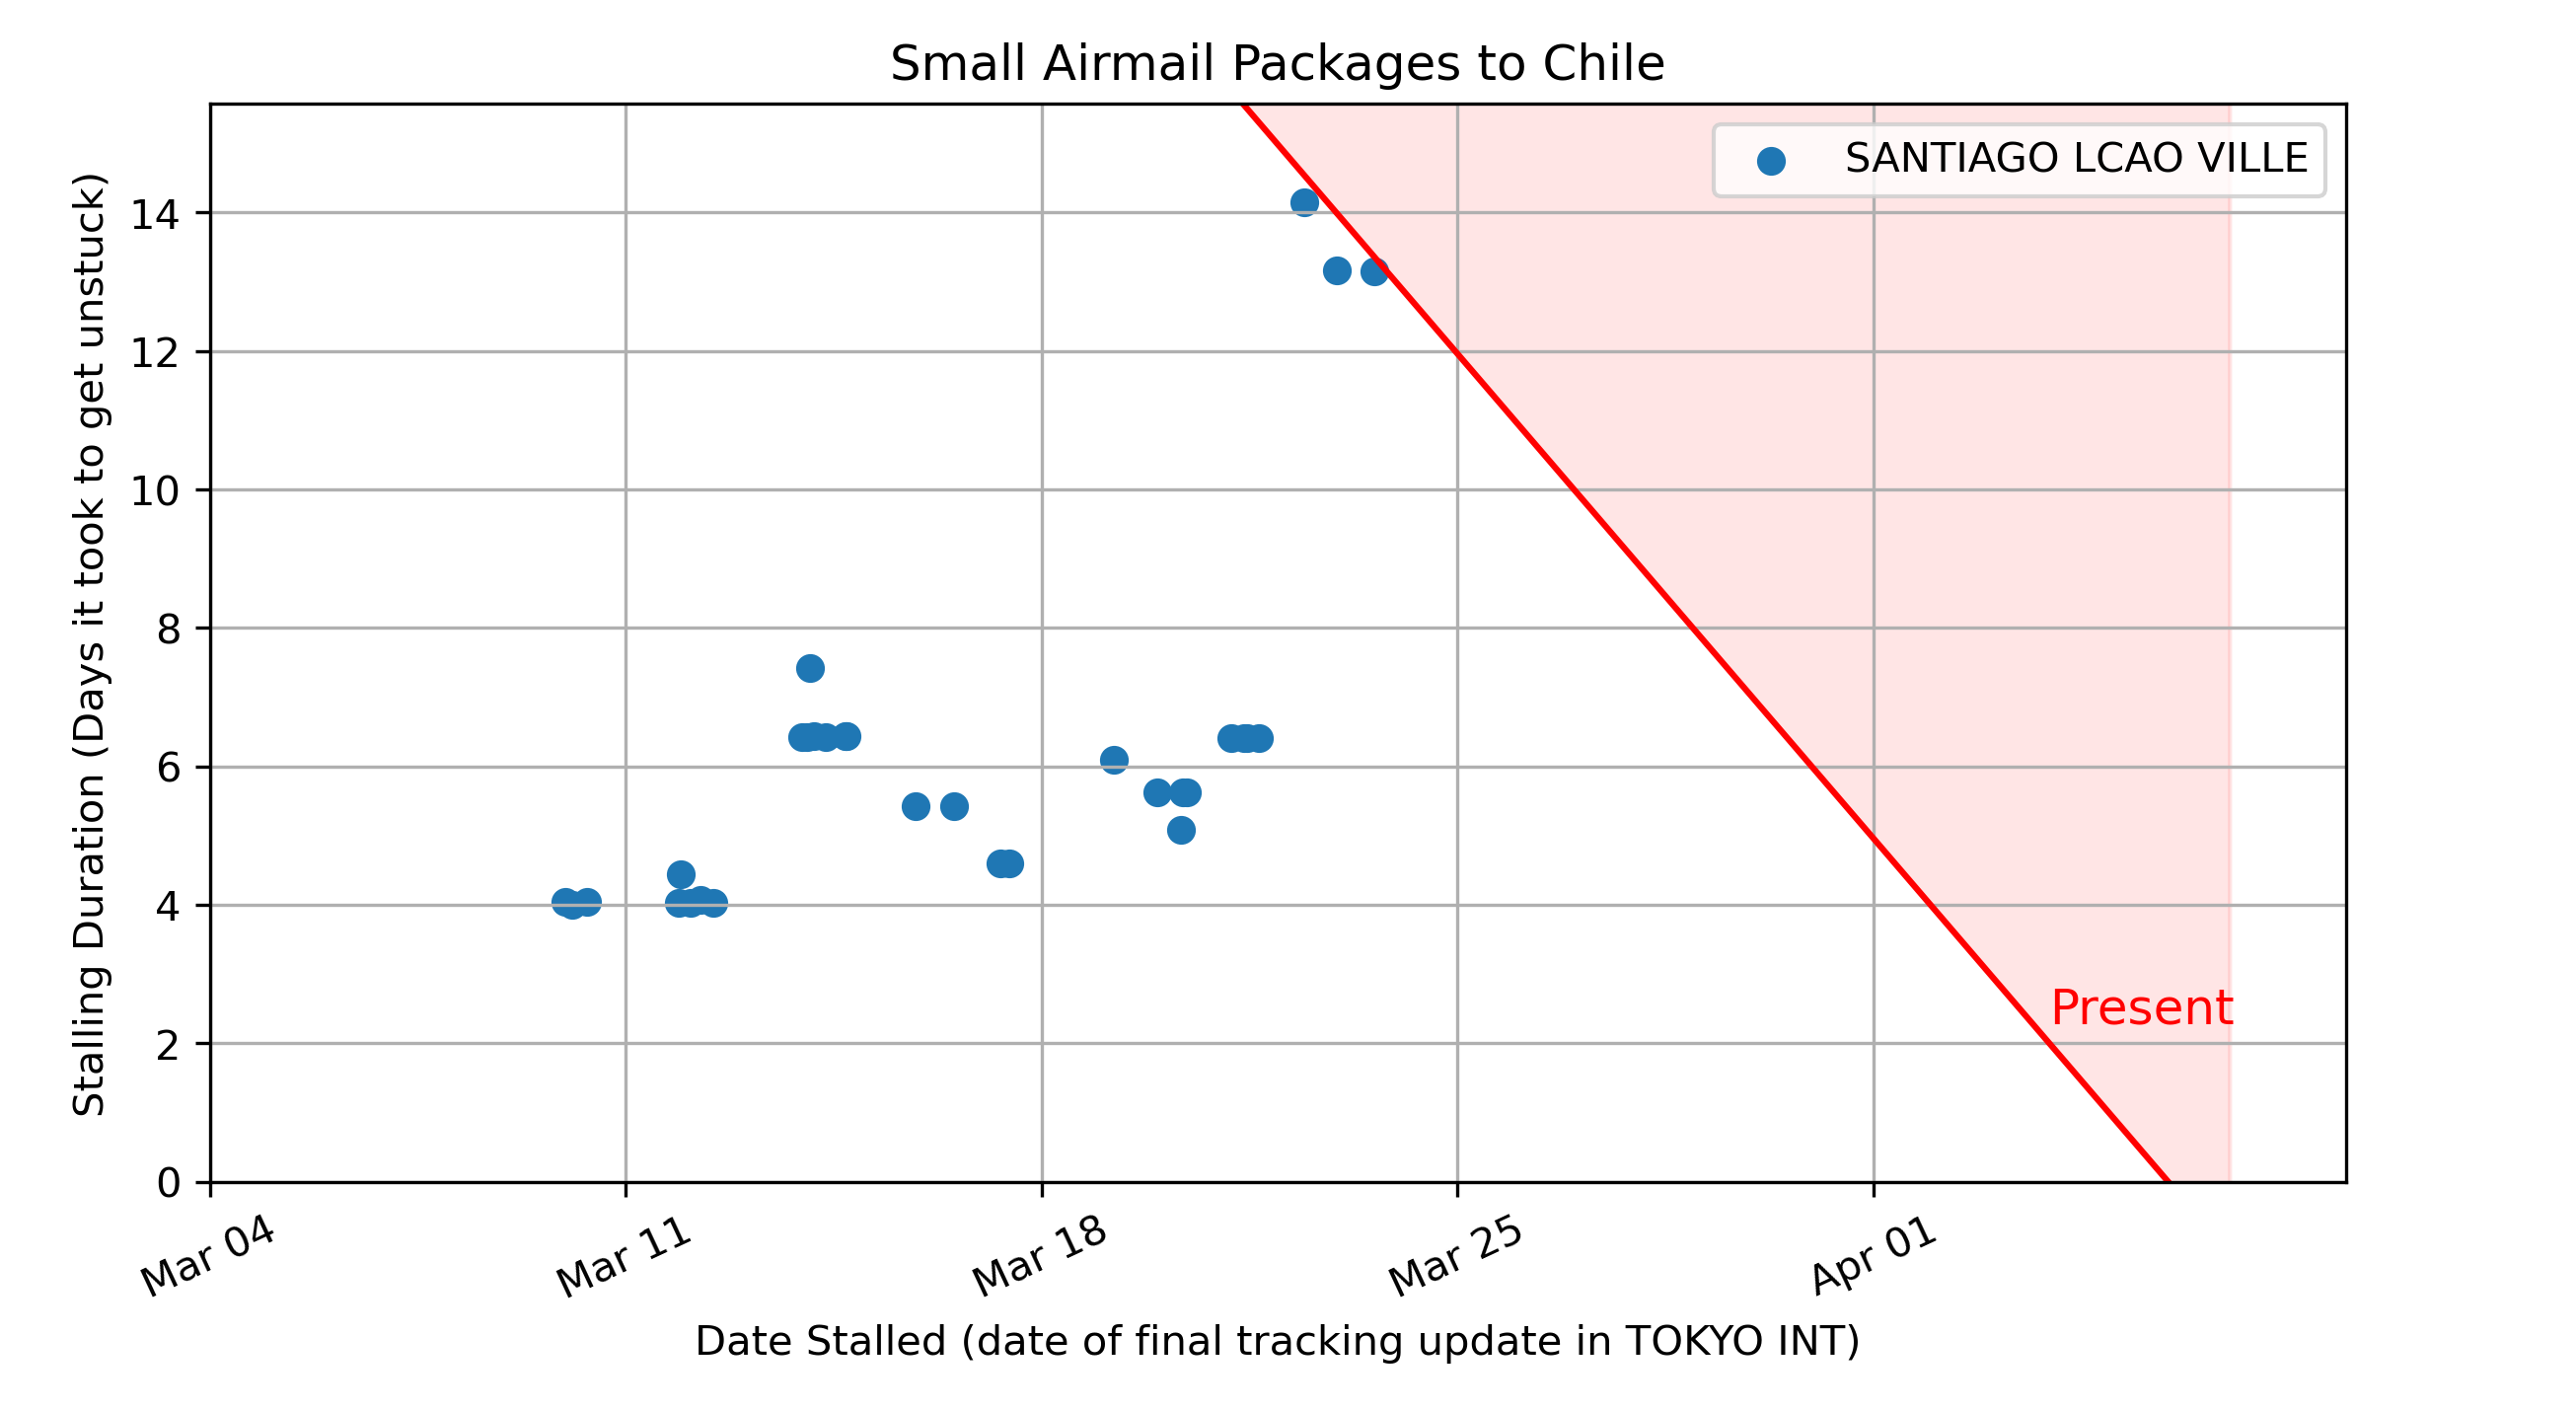 Small Airmail Packages to Chile
SANTIAGO LCAO VILLE
Stalling Duration (Days it took to get unstuck)
14
12
10
8
6
4
2
0
Present
Mar 04
Mar 11
Mar 18
Mar 25
Apr 01
Date Stalled (date of final tracking update in TOKYO INT)